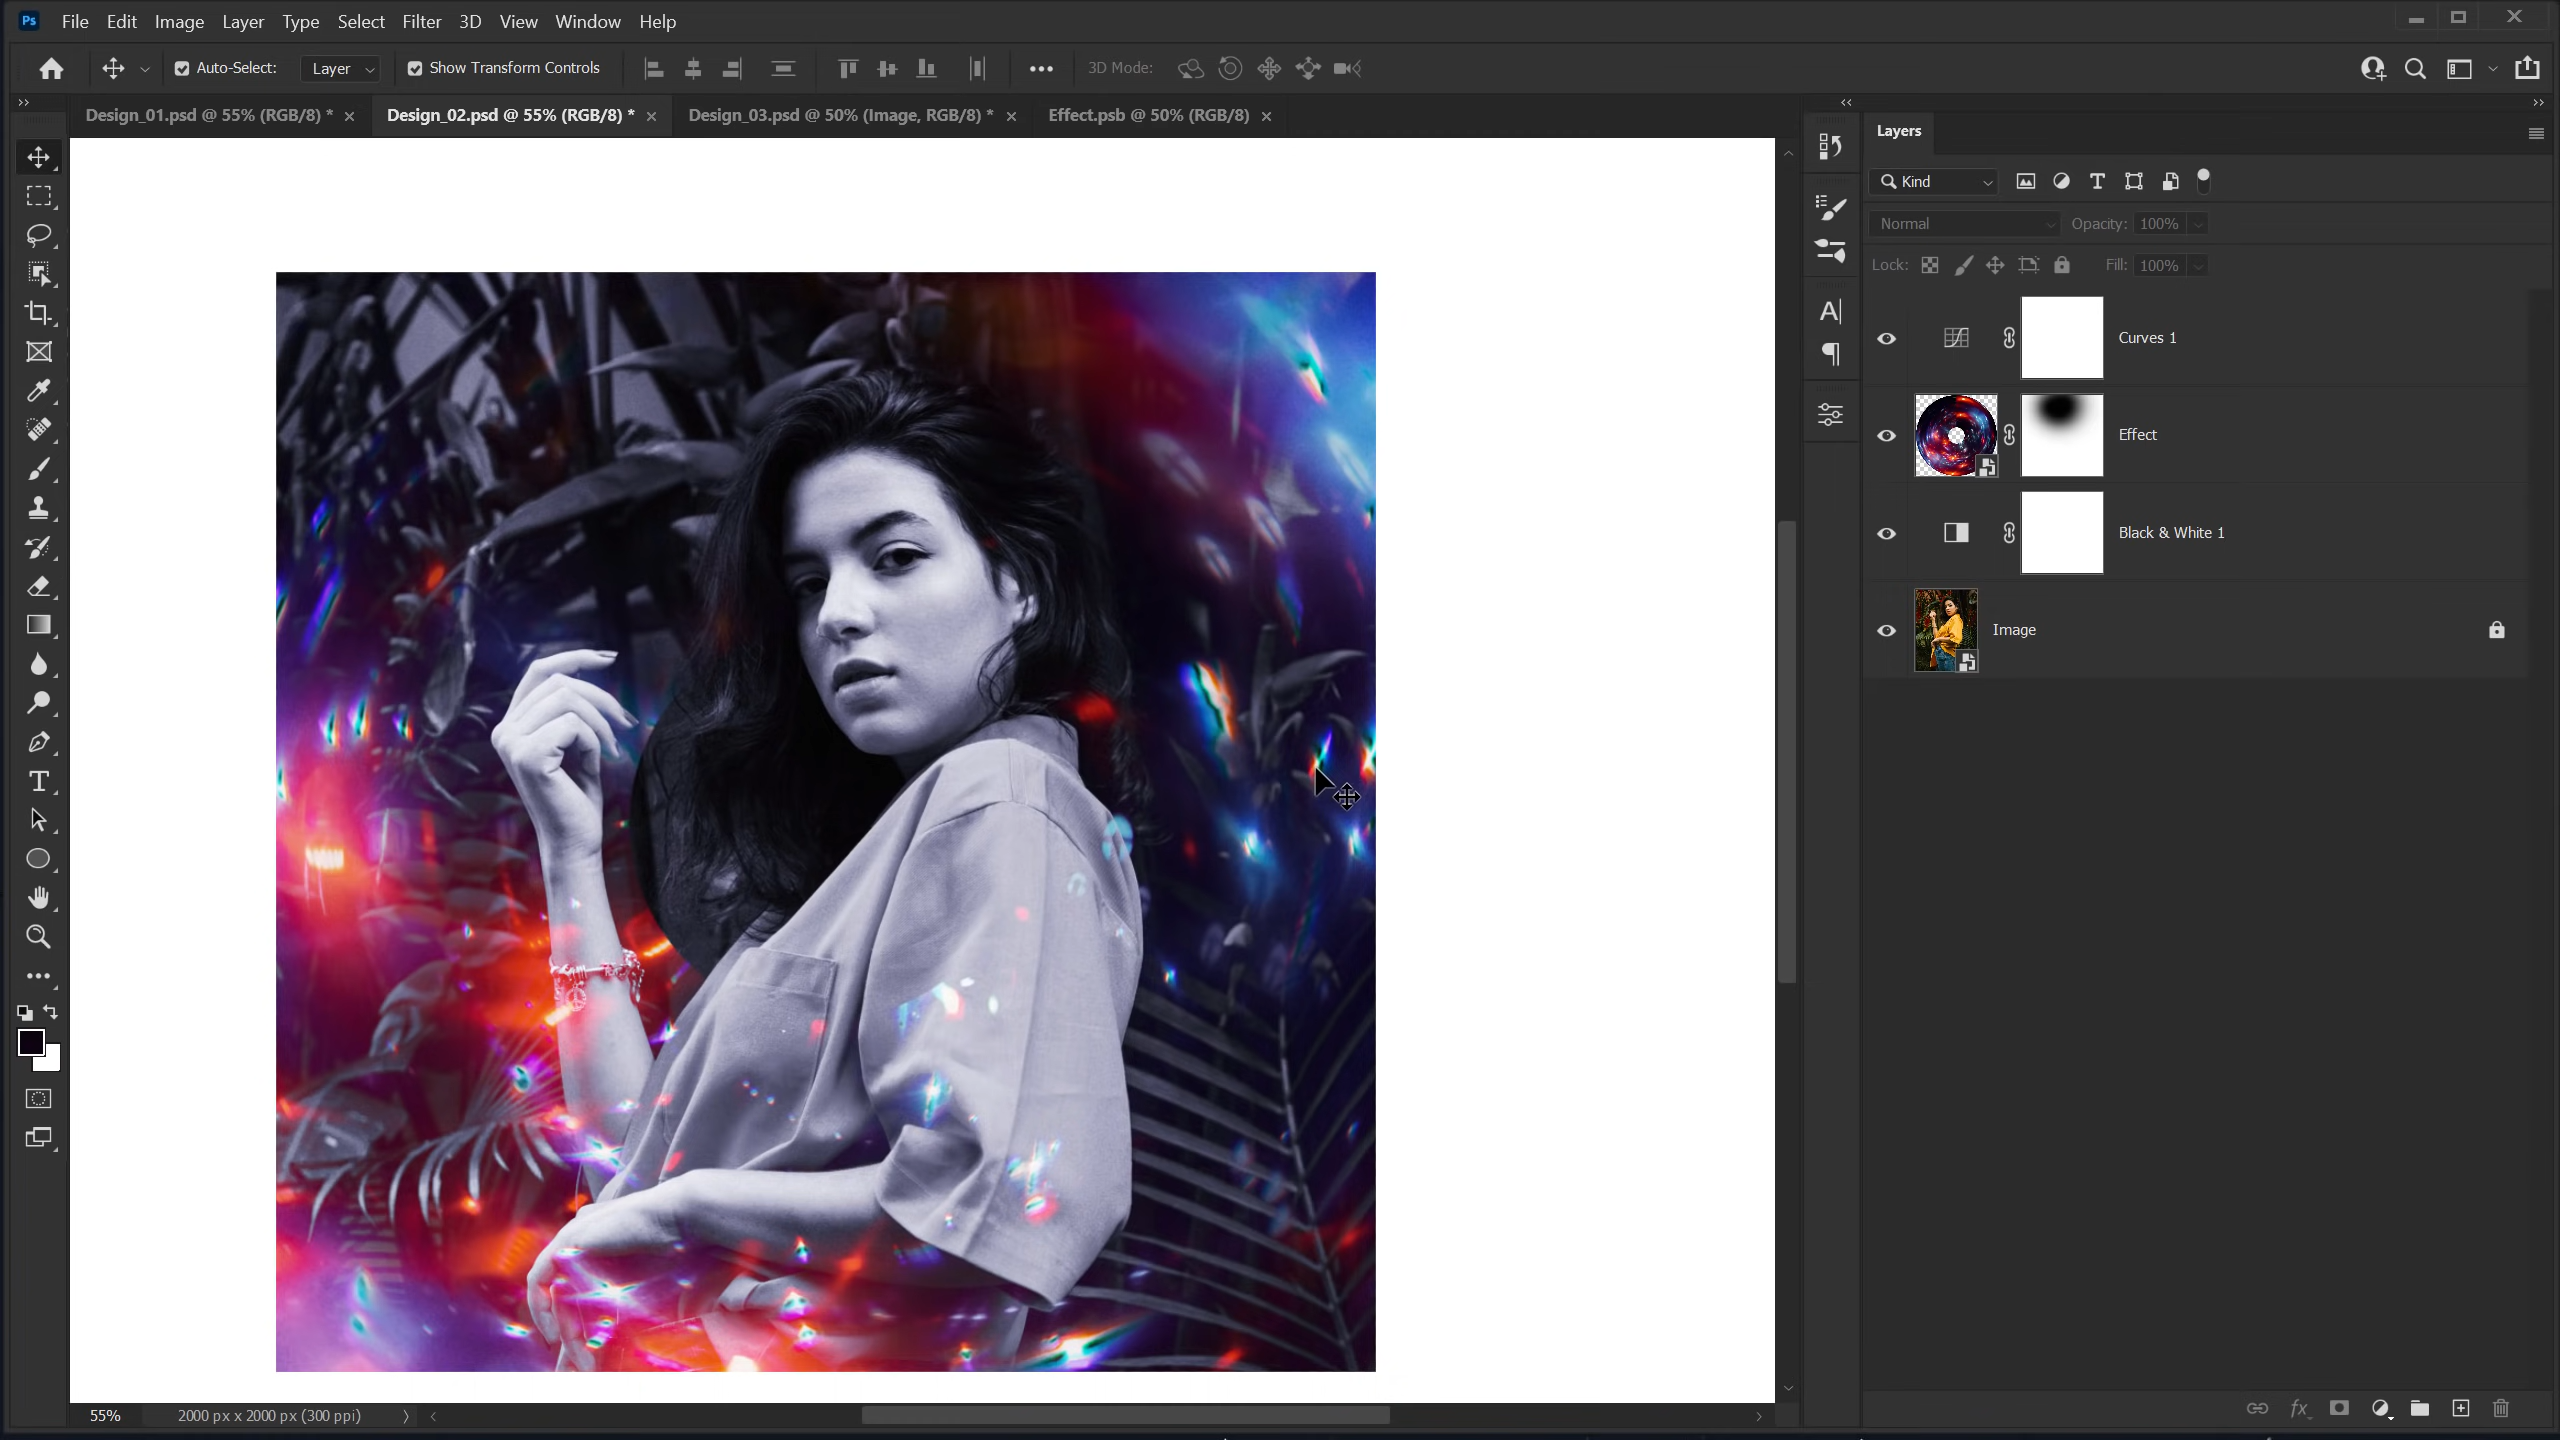 Ps File Edit Image Layer Type Select Filter 3D View Window Help
Auto-Select: Layer Show Transform Controls 3D Mode:
Design_01.psd @ 55% (RGB/8) * Design_02.psd @ 55% (RGB/8) * Design_03.psd @ 50% (Image, RGB/8) * Effect.psb @ 50% (RGB/8)
Layers
Kind
Normal Opacity: 100%
Lock: Fill: 100%
Curves 1
Effect
Black & White 1
Image
55% 2000 px x 2000 px (300 ppi)